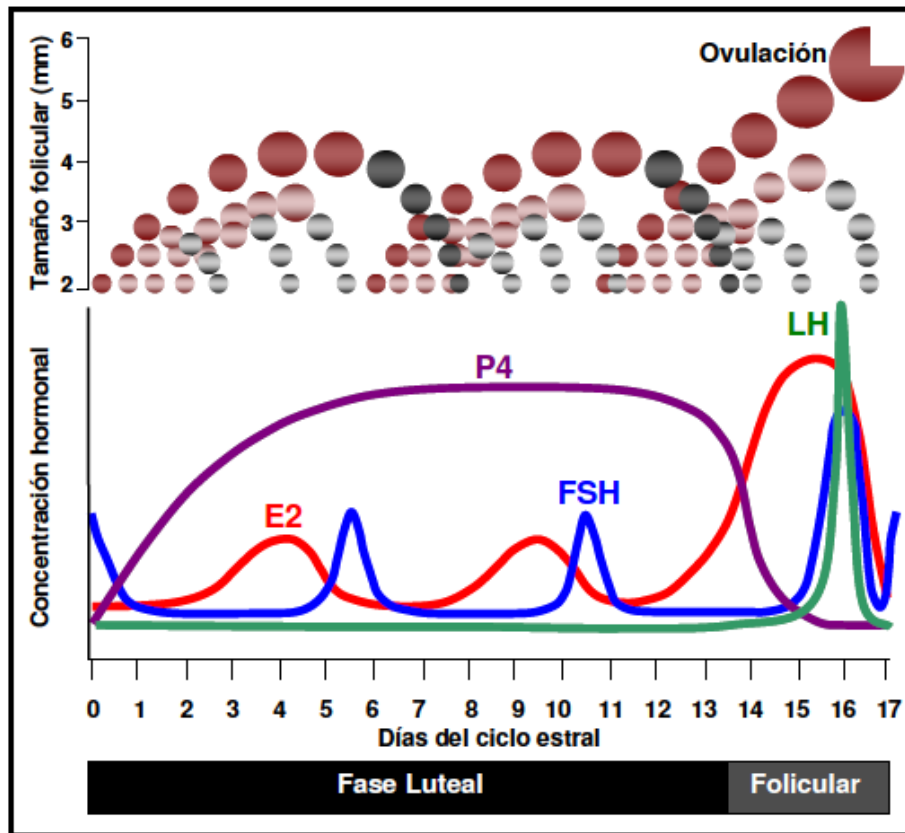 Tamaño folicular (mm)
6
5
4
3
2
Ovulación
Concentración hormonal
LH
P4
E2
FSH
0 1 2 3 4 5 6 7 8 9 10 11 12 13 14 15 16 17
Días del ciclo estral
Fase Luteal
Folicular